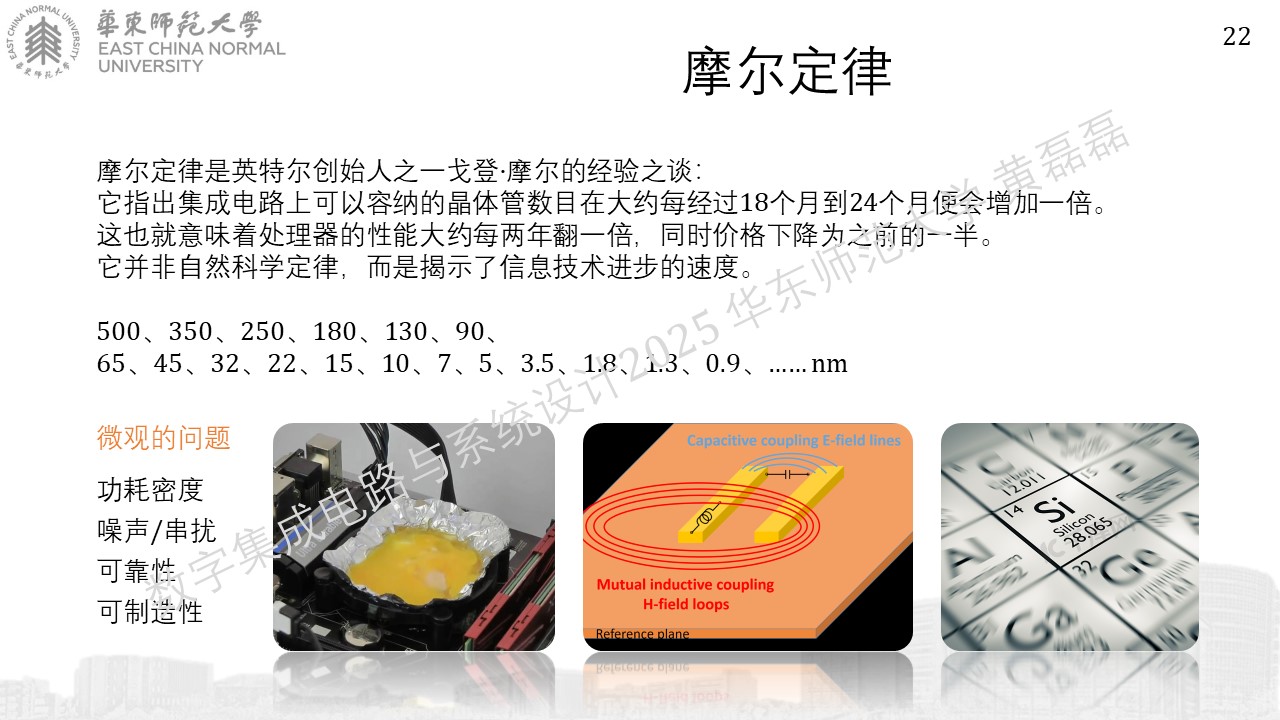 華東師範大學
EAST CHINA NORMAL
UNIVERSITY
22
摩尔定律
摩尔定律是英特尔创始人之一戈登·摩尔的经验之谈：
它指出集成电路上可以容纳的晶体管数目在大约每经过18个月到24个月便会增加一倍。
这也就意味着处理器的性能大约每两年翻一倍，同时价格下降为之前的一半。
它并非自然科学定律，而是揭示了信息技术进步的速度。
500、350、250、180、130、90、
65、45、32、22、15、10、7、5、3.5、1.8、1.3、0.9、……nm
微观的问题
功耗密度
噪声/串扰
可靠性
可制造性
Capacitive coupling E-field lines
Mutual inductive coupling
H-field loops
Reference plane
C
12.011
15
P
14
Si
Silicon
28.065
Al
32
Ge
Ga
数字集成电路与系统设计2025 华东师范大学 黄磊磊